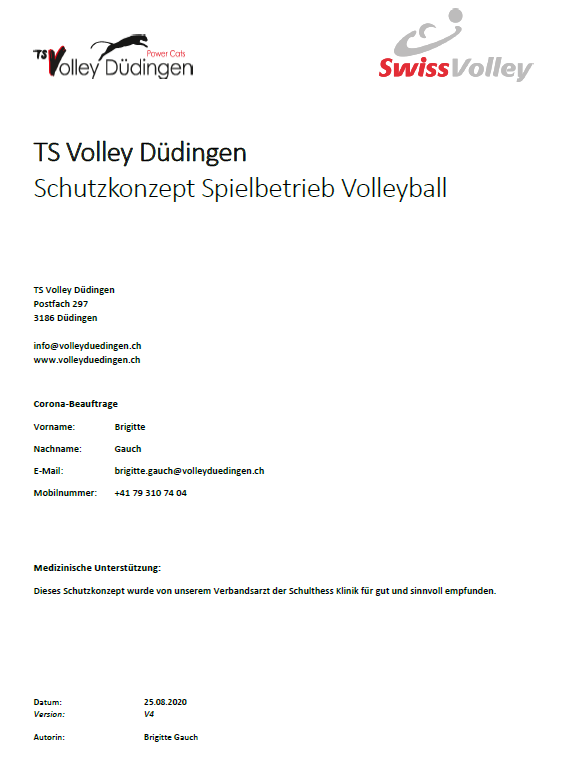 Power Cats
TS Volley Düdingen
SwissVolley
TS Volley Düdingen
Schutzkonzept Spielbetrieb Volleyball
TS Volley Düdingen
Postfach 297
3186 Düdingen
info@volleyduedingen.ch
www.volleyduedingen.ch
Corona-Beauftrage
Vorname: Brigitte
Nachname: Gauch
E-Mail: brigitte.gauch@volleyduedingen.ch
Mobilnummer: +41 79 310 74 04
Medizinische Unterstützung:
Dieses Schutzkonzept wurde von unserem Verbandsarzt der Schulthess Klinik für gut und sinnvoll empfunden.
Datum: 25.08.2020
Version: V4
Autorin: Brigitte Gauch